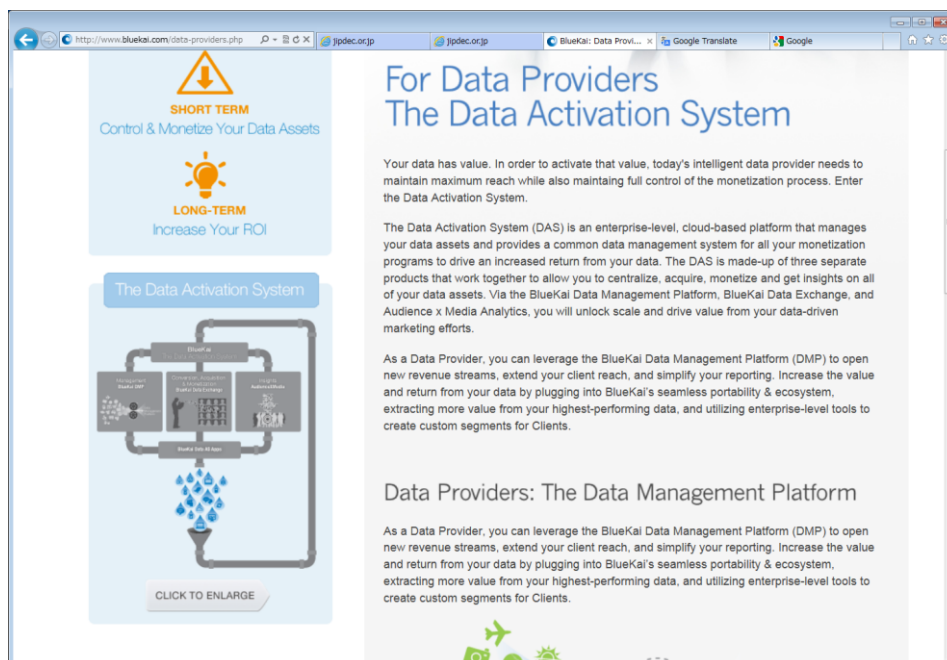 http://www.bluekai.com/data-providers.php
jipdec.or.jp
jipdec.or.jp
BlueKai: Data Provi...
Google Translate
Google
SHORT TERM
Control & Monetize Your Data Assets
LONG-TERM
Increase Your ROI
The Data Activation System
BlueKai
The Data Activation System
Management
BlueKai DMP
BlueKai Data Exchange
Insights
BlueKai Data All Apps
CLICK TO ENLARGE
For Data Providers
The Data Activation System
Your data has value. In order to activate that value, today's intelligent data provider needs to
maintain maximum reach while also maintaing full control of the monetization process. Enter
the Data Activation System.
The Data Activation System (DAS) is an enterprise-level, cloud-based platform that manages
your data assets and provides a common data management system for all your monetization
programs to drive an increased return from your data. The DAS is made-up of three separate
products that work together to allow you to centralize, acquire, monetize and get insights on all
of your data assets. Via the BlueKai Data Management Platform, BlueKai Data Exchange, and
Audience x Media Analytics, you will unlock scale and drive value from your data-driven
marketing efforts.
As a Data Provider, you can leverage the BlueKai Data Management Platform (DMP) to open
new revenue streams, extend your client reach, and simplify your reporting. Increase the value
and return from your data by plugging into BlueKai's seamless portability & ecosystem,
extracting more value from your highest-performing data, and utilizing enterprise-level tools to
create custom segments for Clients.
Data Providers: The Data Management Platform
As a Data Provider, you can leverage the BlueKai Data Management Platform (DMP) to open
new revenue streams, extend your client reach, and simplify your reporting. Increase the value
and return from your data by plugging into BlueKai's seamless portability & ecosystem,
extracting more value from your highest-performing data, and utilizing enterprise-level tools to
create custom segments for Clients.